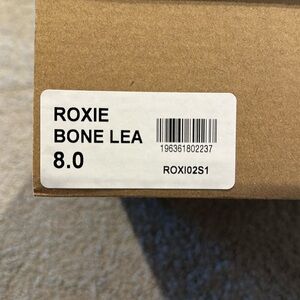 ROXIE
BONE LEA
8.0
196361802237
ROXI02S1